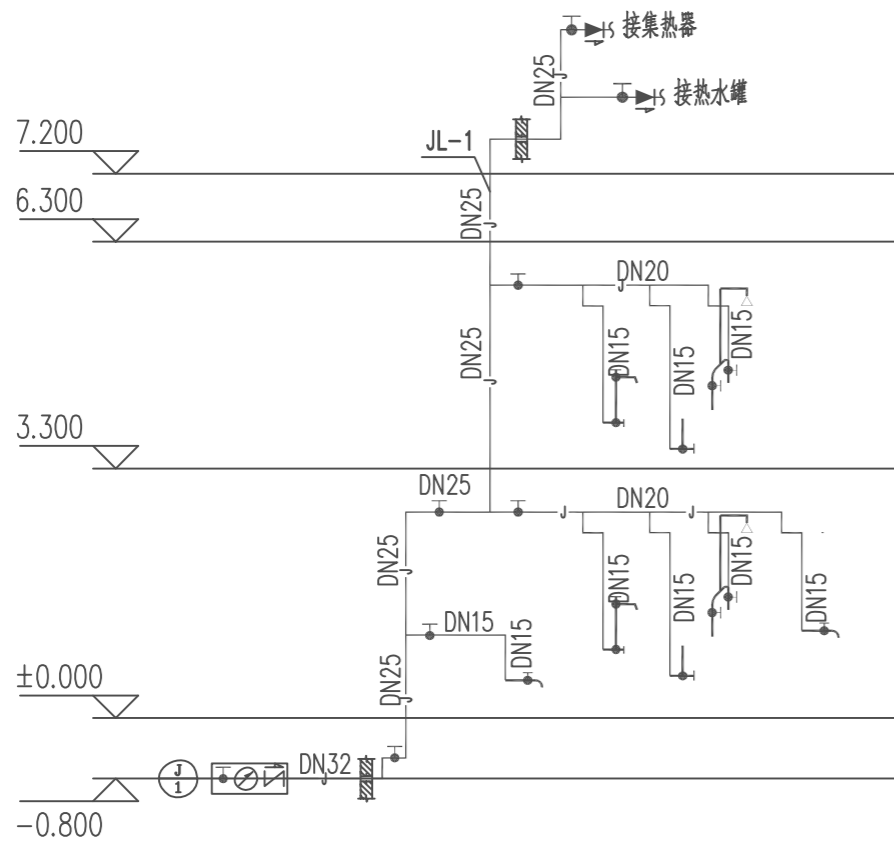 接集热器
DN25
J
接热水罐
7.200
JL-1
6.300
DN25
J
DN20
J
DN25
J
DN15
DN15
DN15
3.300
DN25
DN20
J
J
DN25
J
DN15
DN15
DN15
DN15
DN15
DN15
DN25
J
±0.000
J
1
DN32
J
-0.800